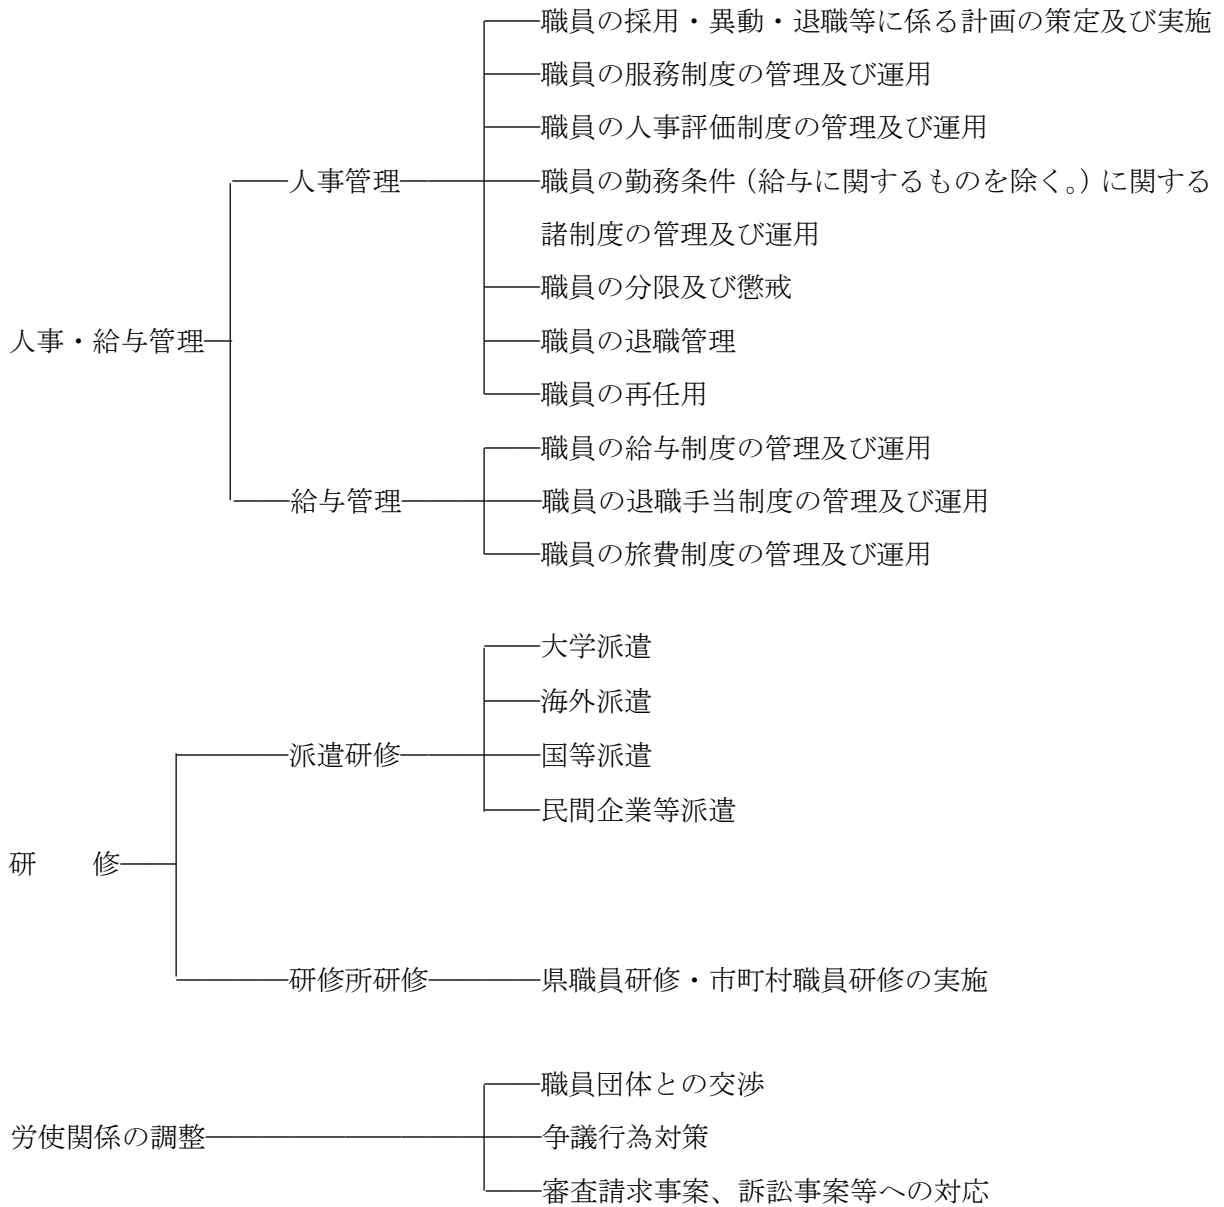 職員の採用・異動・退職等に係る計画の策定及び実施
職員の服務制度の管理及び運用
職員の人事評価制度の管理及び運用
人事管理
職員の勤務条件（給与に関するものを除く。）に関する
諸制度の管理及び運用
職員の分限及び懲戒
人事・給与管理
職員の退職管理
職員の再任用
職員の給与制度の管理及び運用
給与管理
職員の退職手当制度の管理及び運用
職員の旅費制度の管理及び運用
大学派遣
海外派遣
派遣研修
国等派遣
民間企業等派遣
研　　修
研修所研修
県職員研修・市町村職員研修の実施
職員団体との交渉
労使関係の調整
争議行為対策
審査請求事案、訴訟事案等への対応